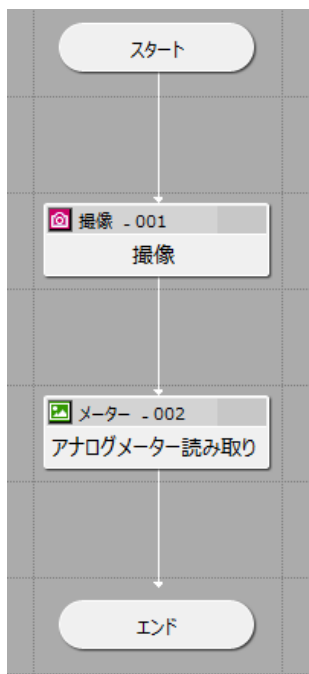 スタート
撮像 - 001
撮像
メーター - 002
アナログメーター読み取り
エンド